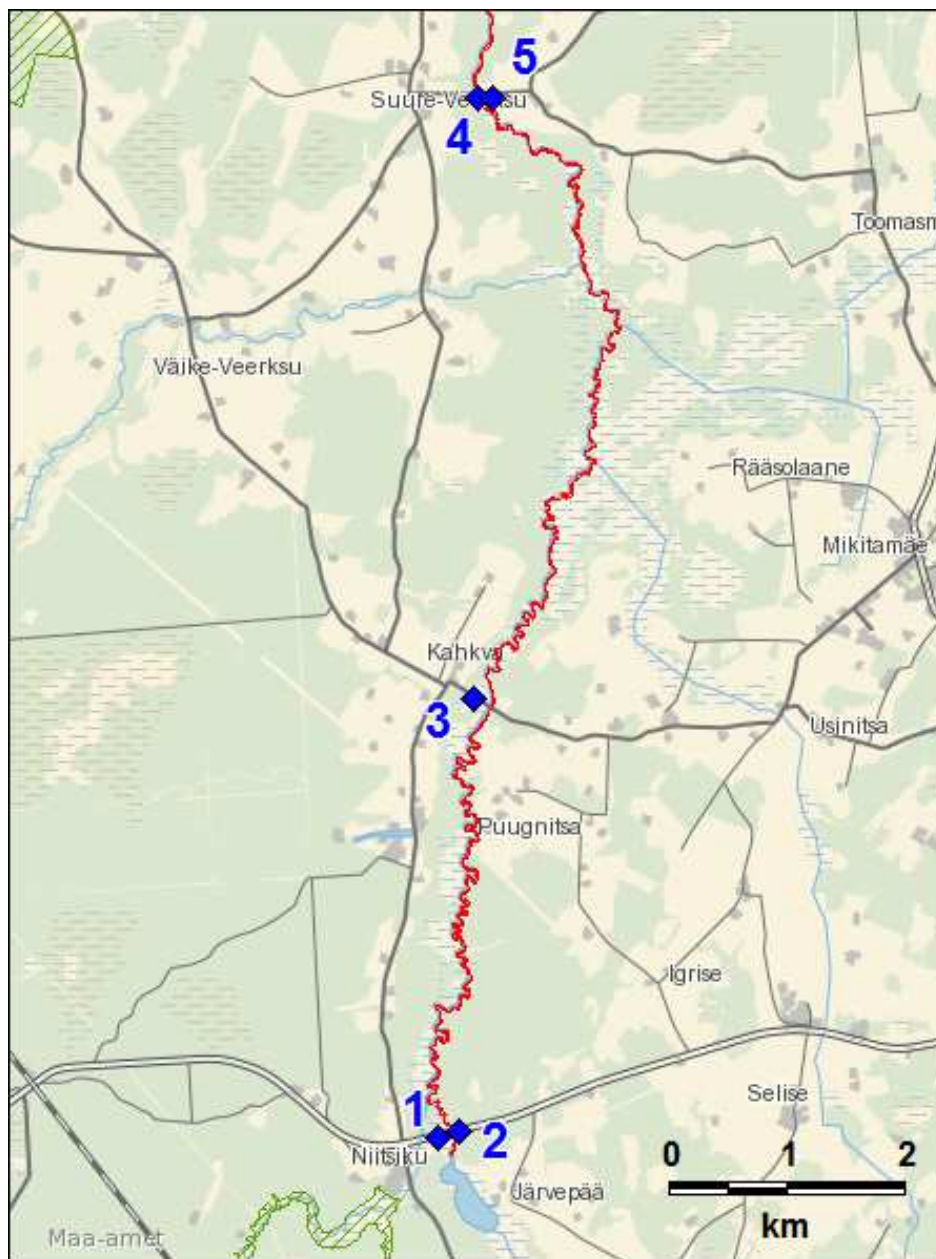 5
Suure-Veerksu
4
Toomasm
Väike-Veerksu
Rääsolaane
Mikitamäe
Kahkva
3
Usinitsa
Puugnitsa
Igrise
Selise
1
2
Niitsiku
0 1 2
Järvepää
km
Maa-amet